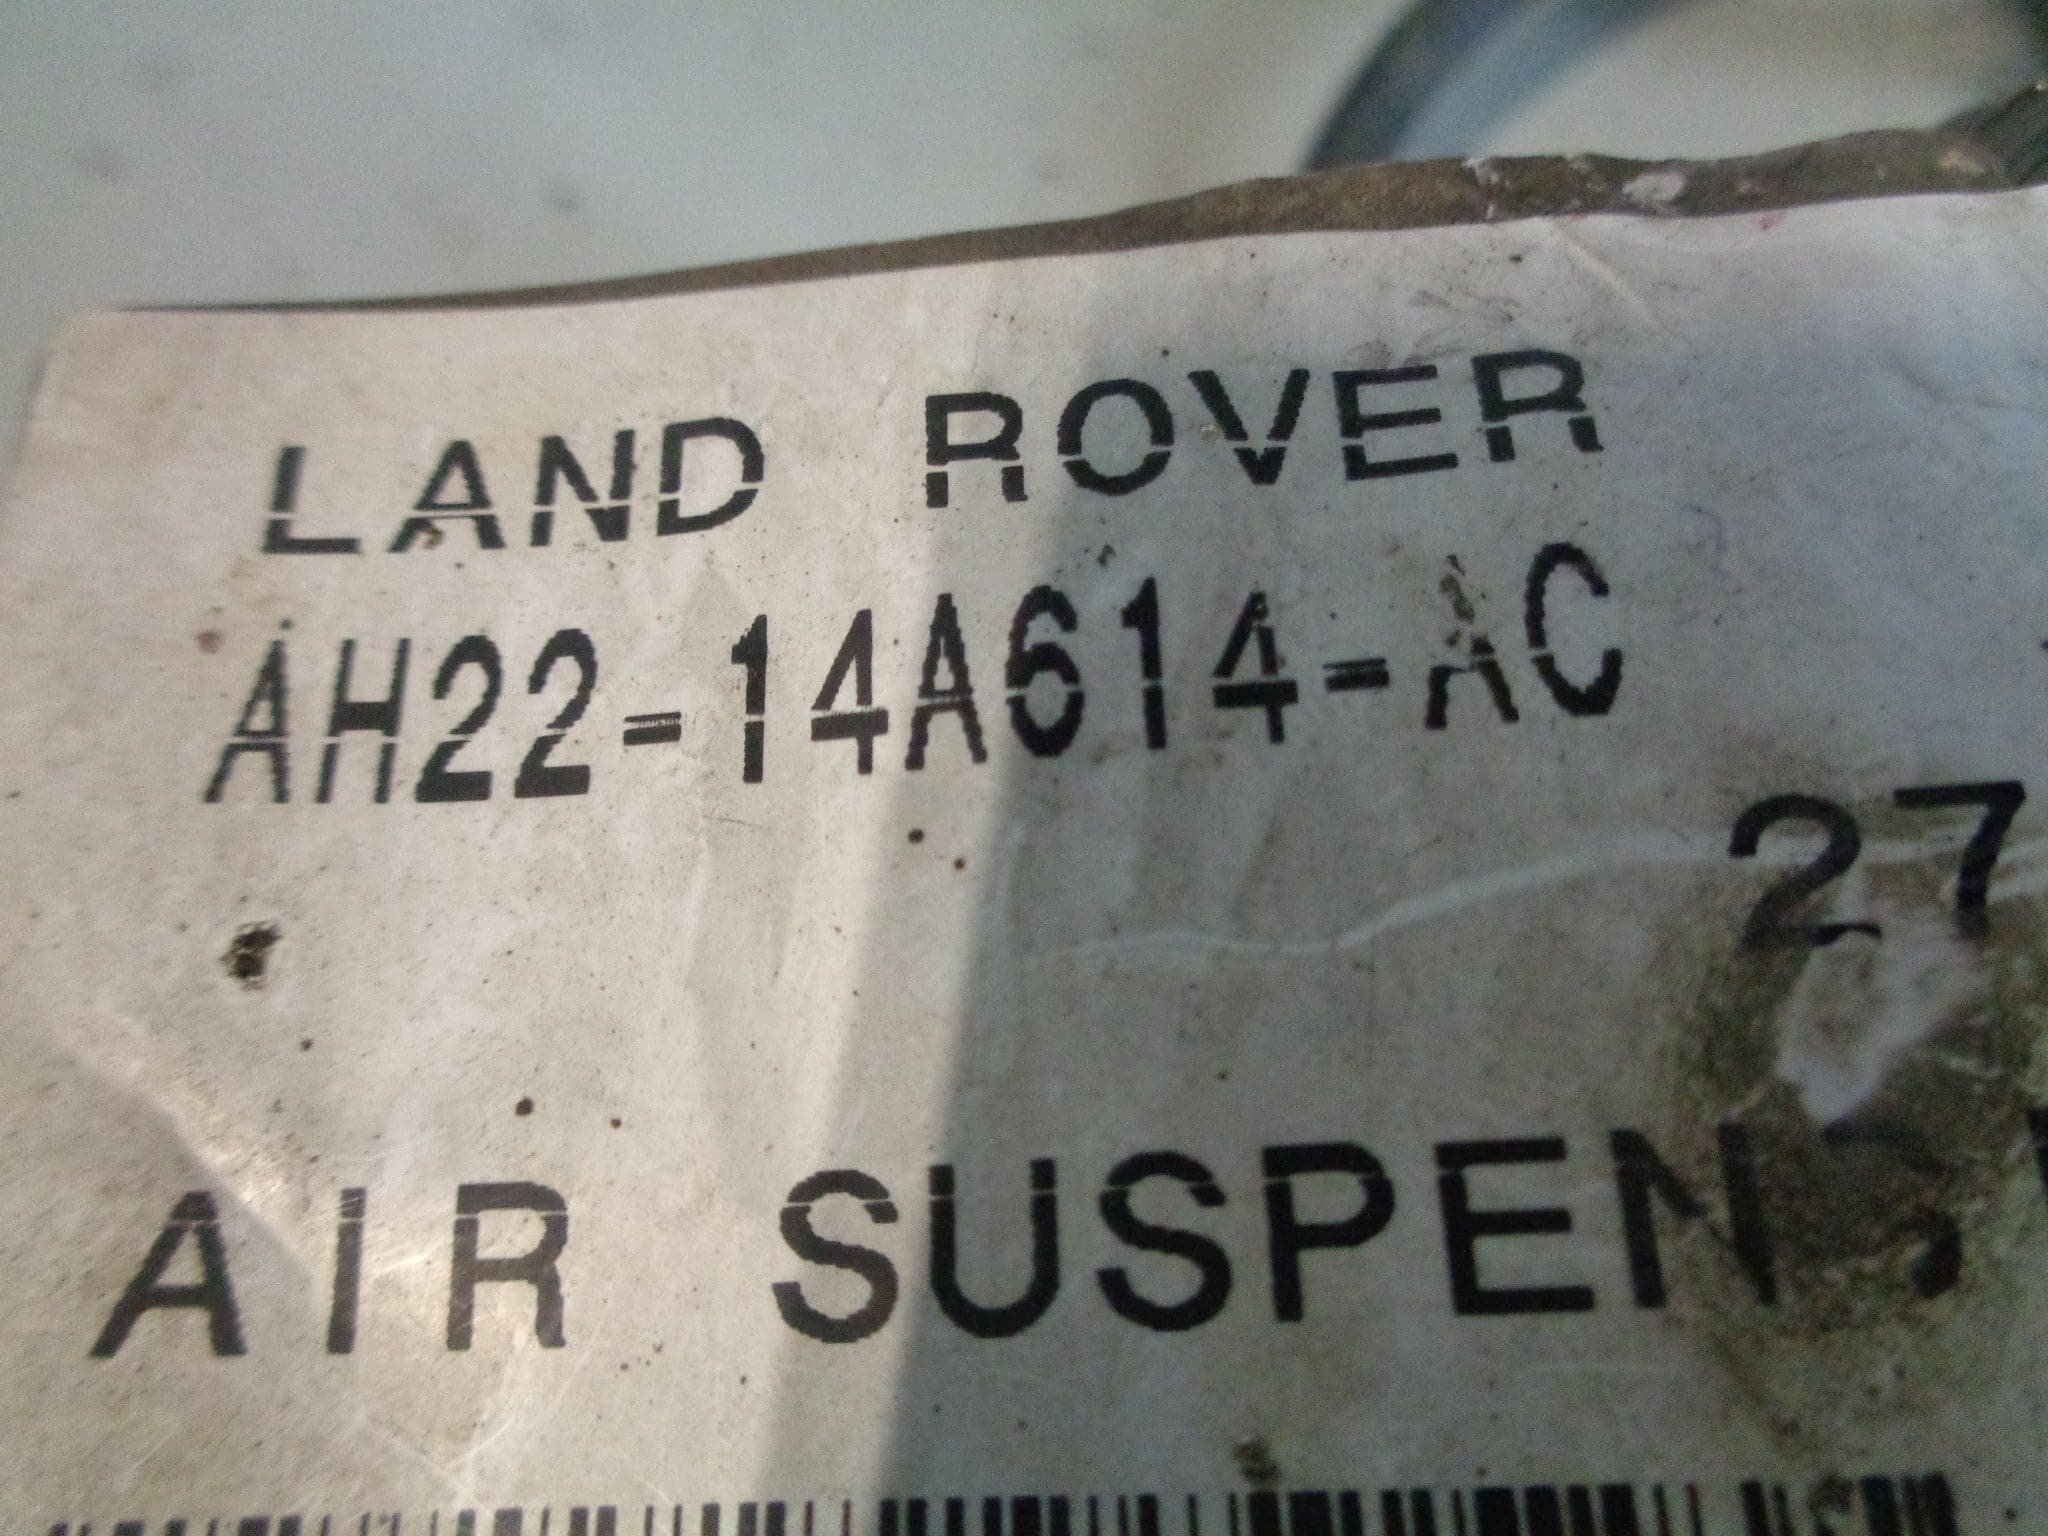 LAND ROVER
AH22-14A614-AC
27
AIR SUSPEN